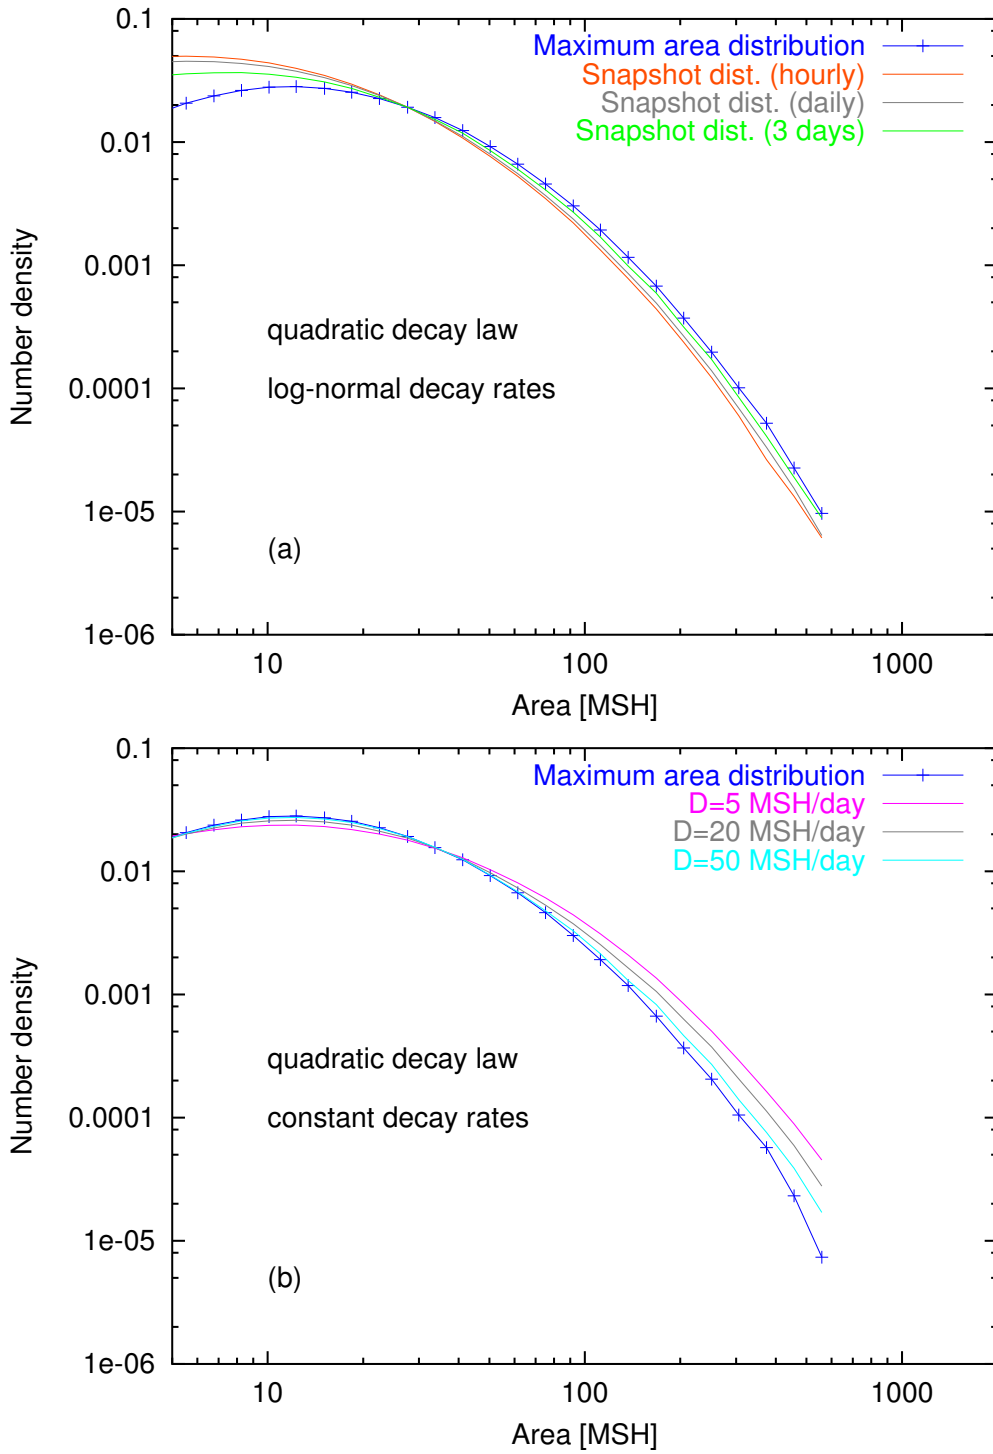 0.1
0.01
0.001
0.0001
1e-05
1e-06
Number density
Maximum area distribution
Snapshot dist. (hourly)
Snapshot dist. (daily)
Snapshot dist. (3 days)
quadratic decay law
log-normal decay rates
(a)
10
100
1000
Area [MSH]
0.1
0.01
0.001
0.0001
1e-05
1e-06
Number density
Maximum area distribution
D=5 MSH/day
D=20 MSH/day
D=50 MSH/day
quadratic decay law
constant decay rates
(b)
10
100
1000
Area [MSH]